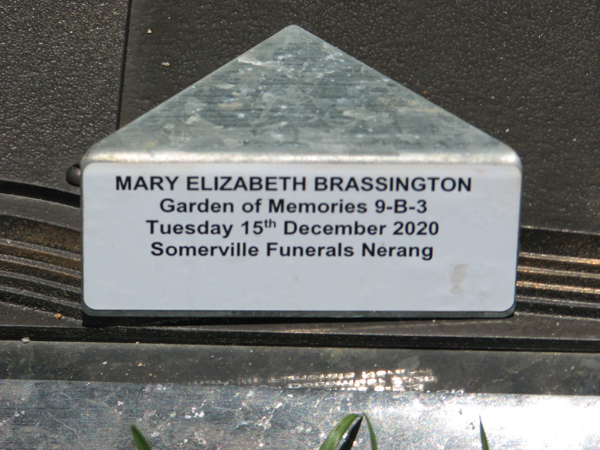 MARY ELIZABETH BRASSINGTON
Garden of Memories 9-B-3
Tuesday 15th December 2020
Somerville Funerals Nerang